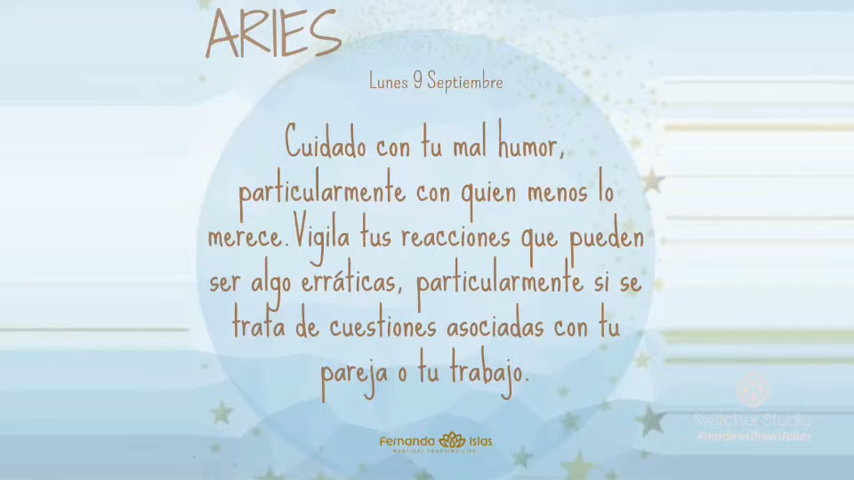 ARIES
Lunes 9 Septiembre
Cuidado con tu mal humor,
particularmente con quien menos lo
merece. Vigila tus reacciones que pueden
ser algo erráticas, particularmente si se
trata de cuestiones asociadas con tu
pareja o tu trabajo.
Fernanda Islas
Switcher Studio
#madewithswitcher